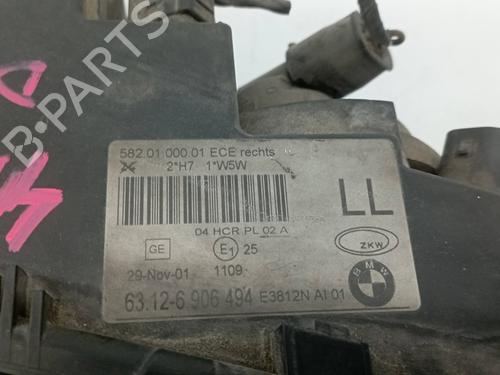 B-PARTS
582.01.000.01 ECE rechts
2*H7 1*W5W
LL
04 HCR PL 02 A
GE E1 25
ZKW
29-Nov-01 1109
BMW
63.12-6 906 494 E3812N AI 01